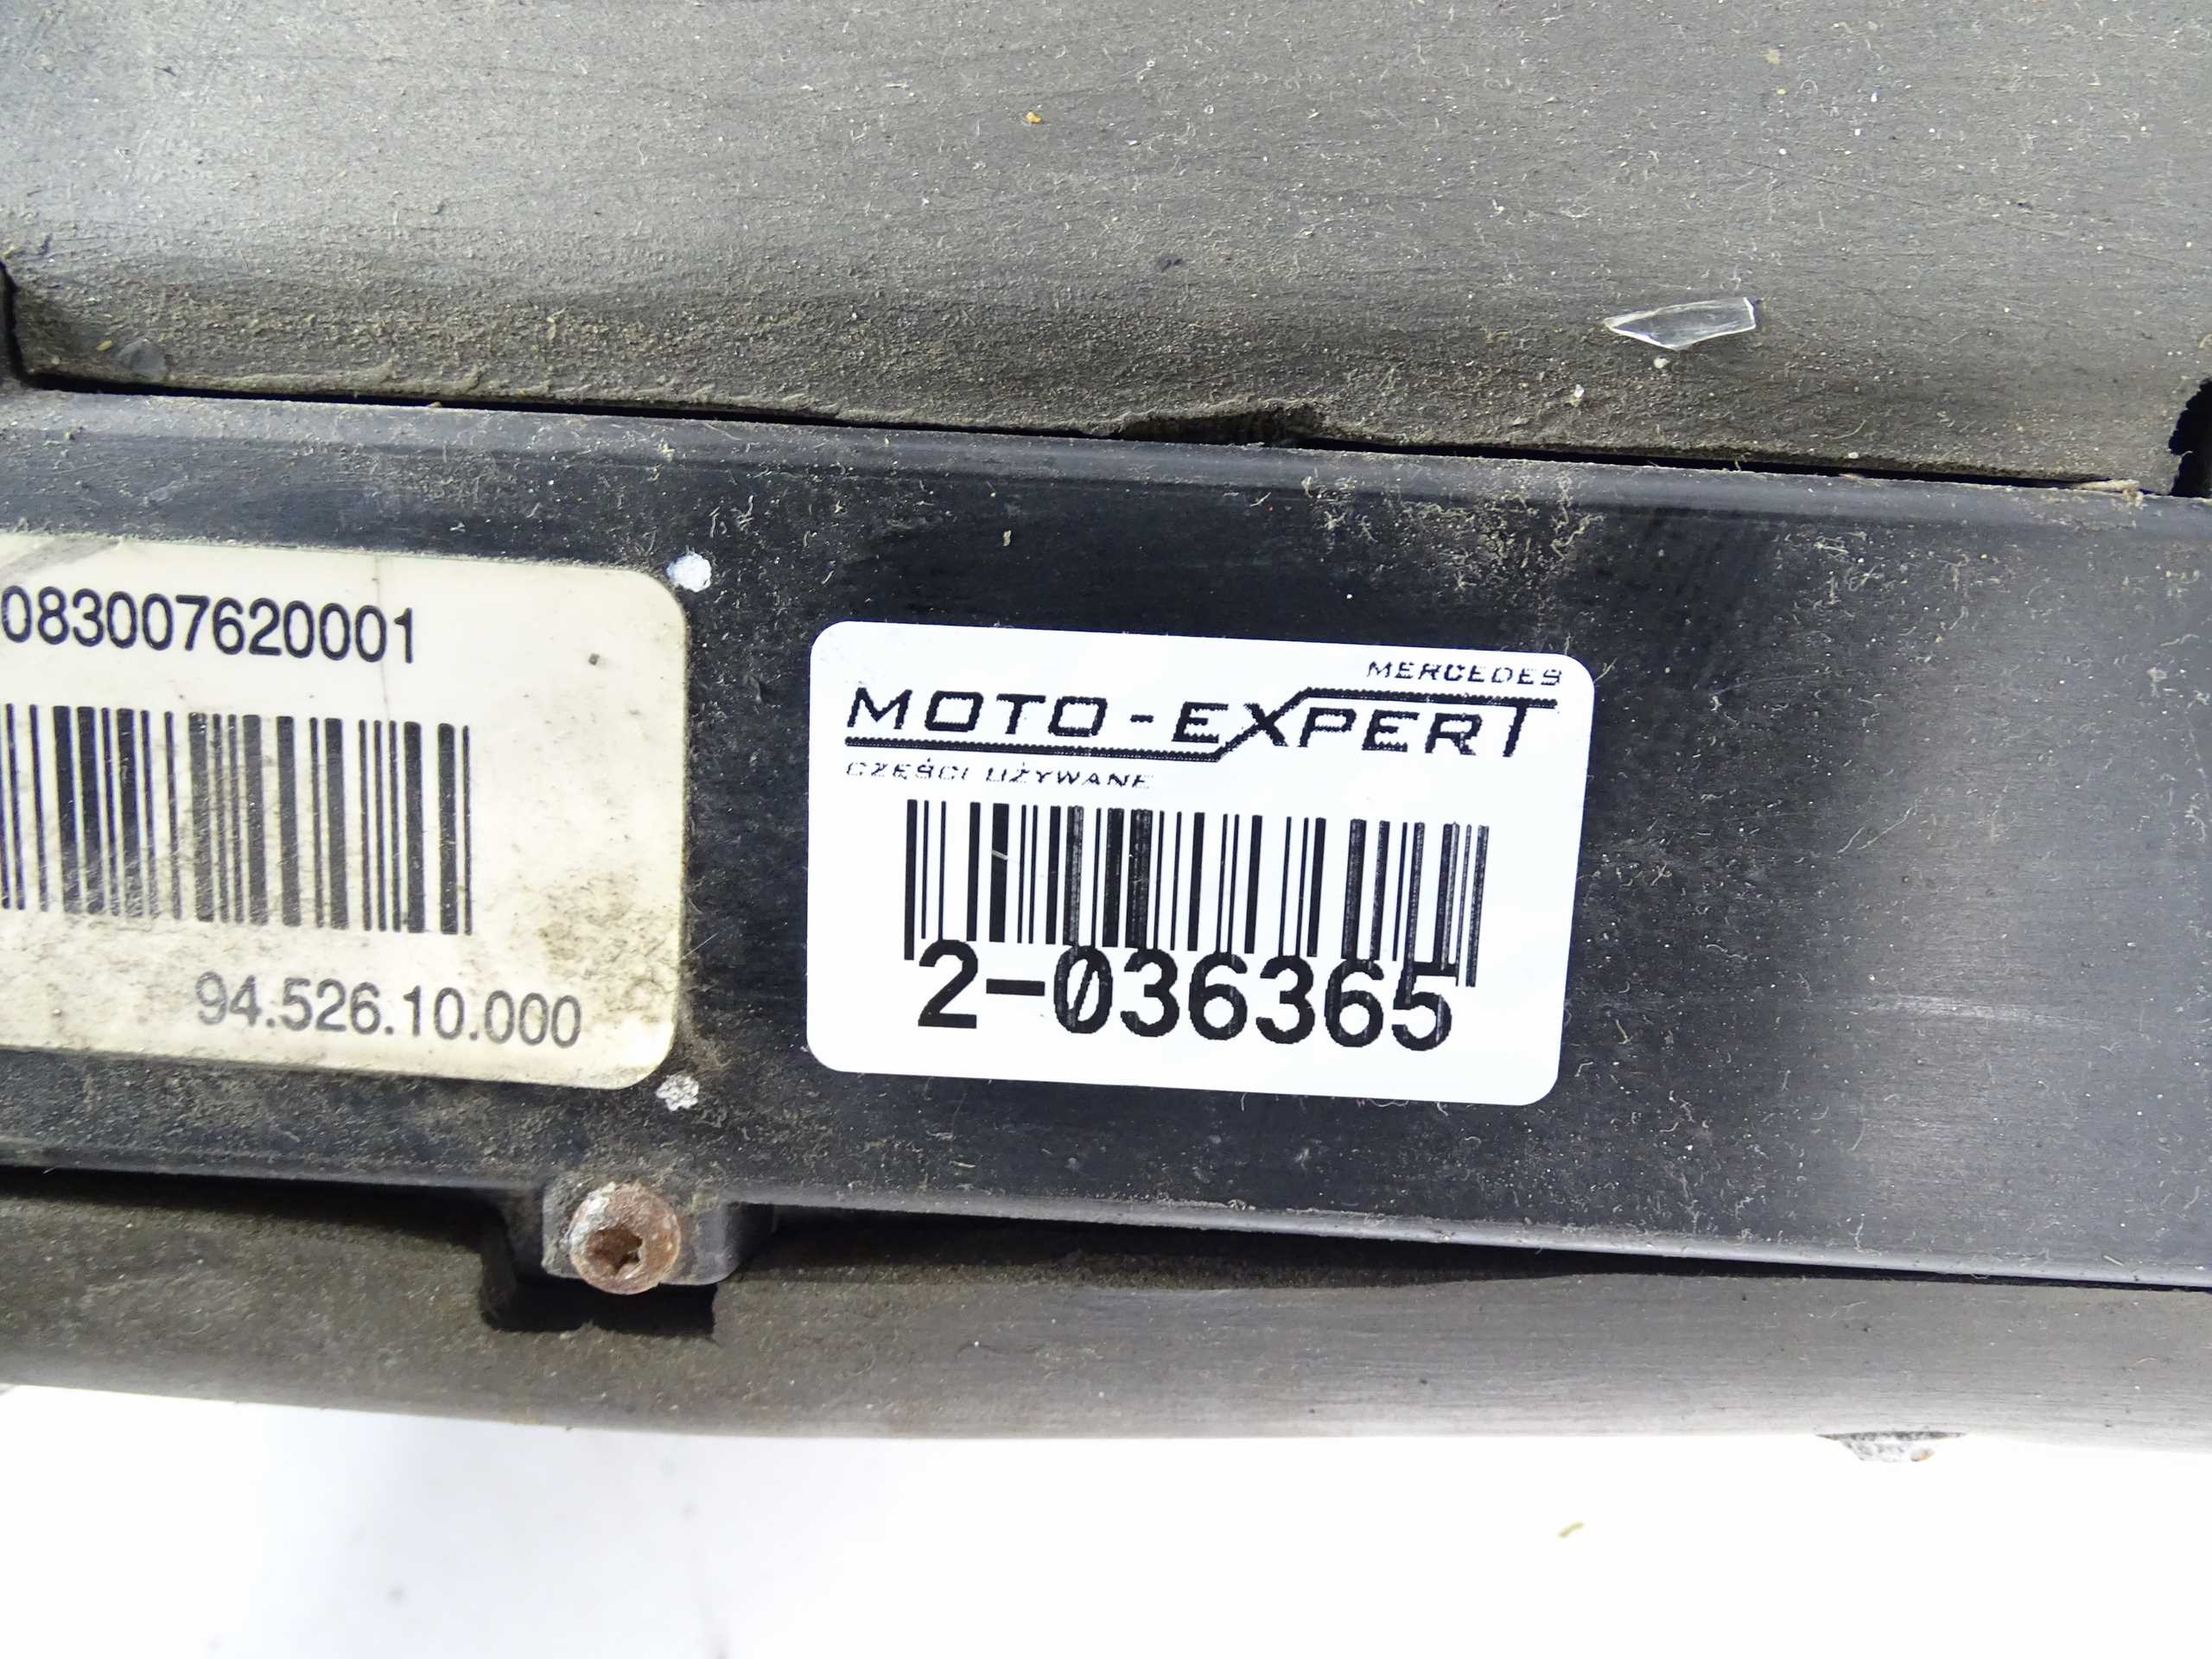 083007620001
94.526.10.000
MERCEDES
MOTO-EXPERT
CZĘŚCI UŻYWANE
2-036365